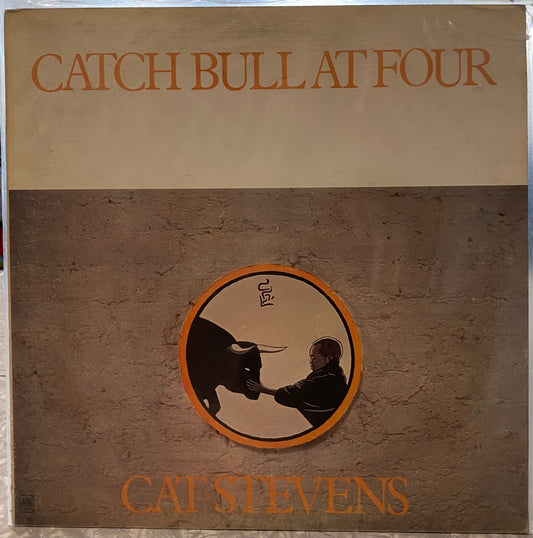 CATCH BULL AT FOUR
CAT STEVENS